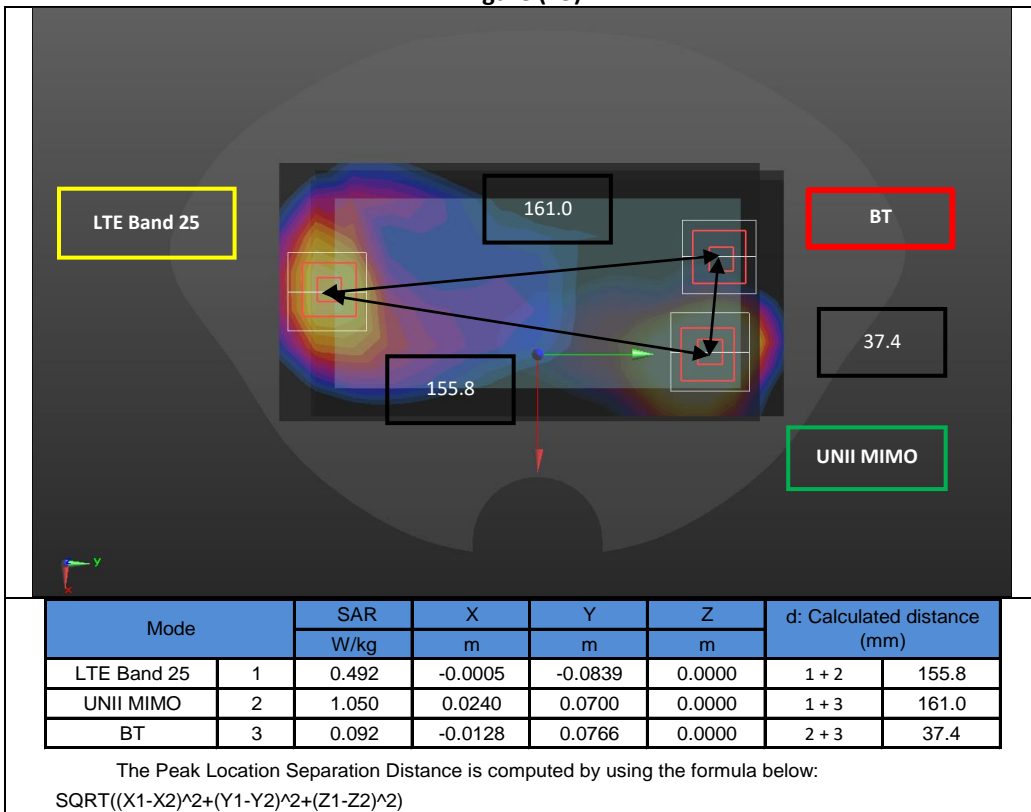 161.0
LTE Band 25
BT
37.4
155.8
UNII MIMO
y
x
Mode SAR X Y Z d: Calculated distance (mm)
W/kg m m m
LTE Band 25 1 0.492 -0.0005 -0.0839 0.0000 1 + 2 155.8
UNII MIMO 2 1.050 0.0240 0.0700 0.0000 1 + 3 161.0
BT 3 0.092 -0.0128 0.0766 0.0000 2 + 3 37.4
The Peak Location Separation Distance is computed by using the formula below:
SQRT((X1-X2)^2+(Y1-Y2)^2+(Z1-Z2)^2)